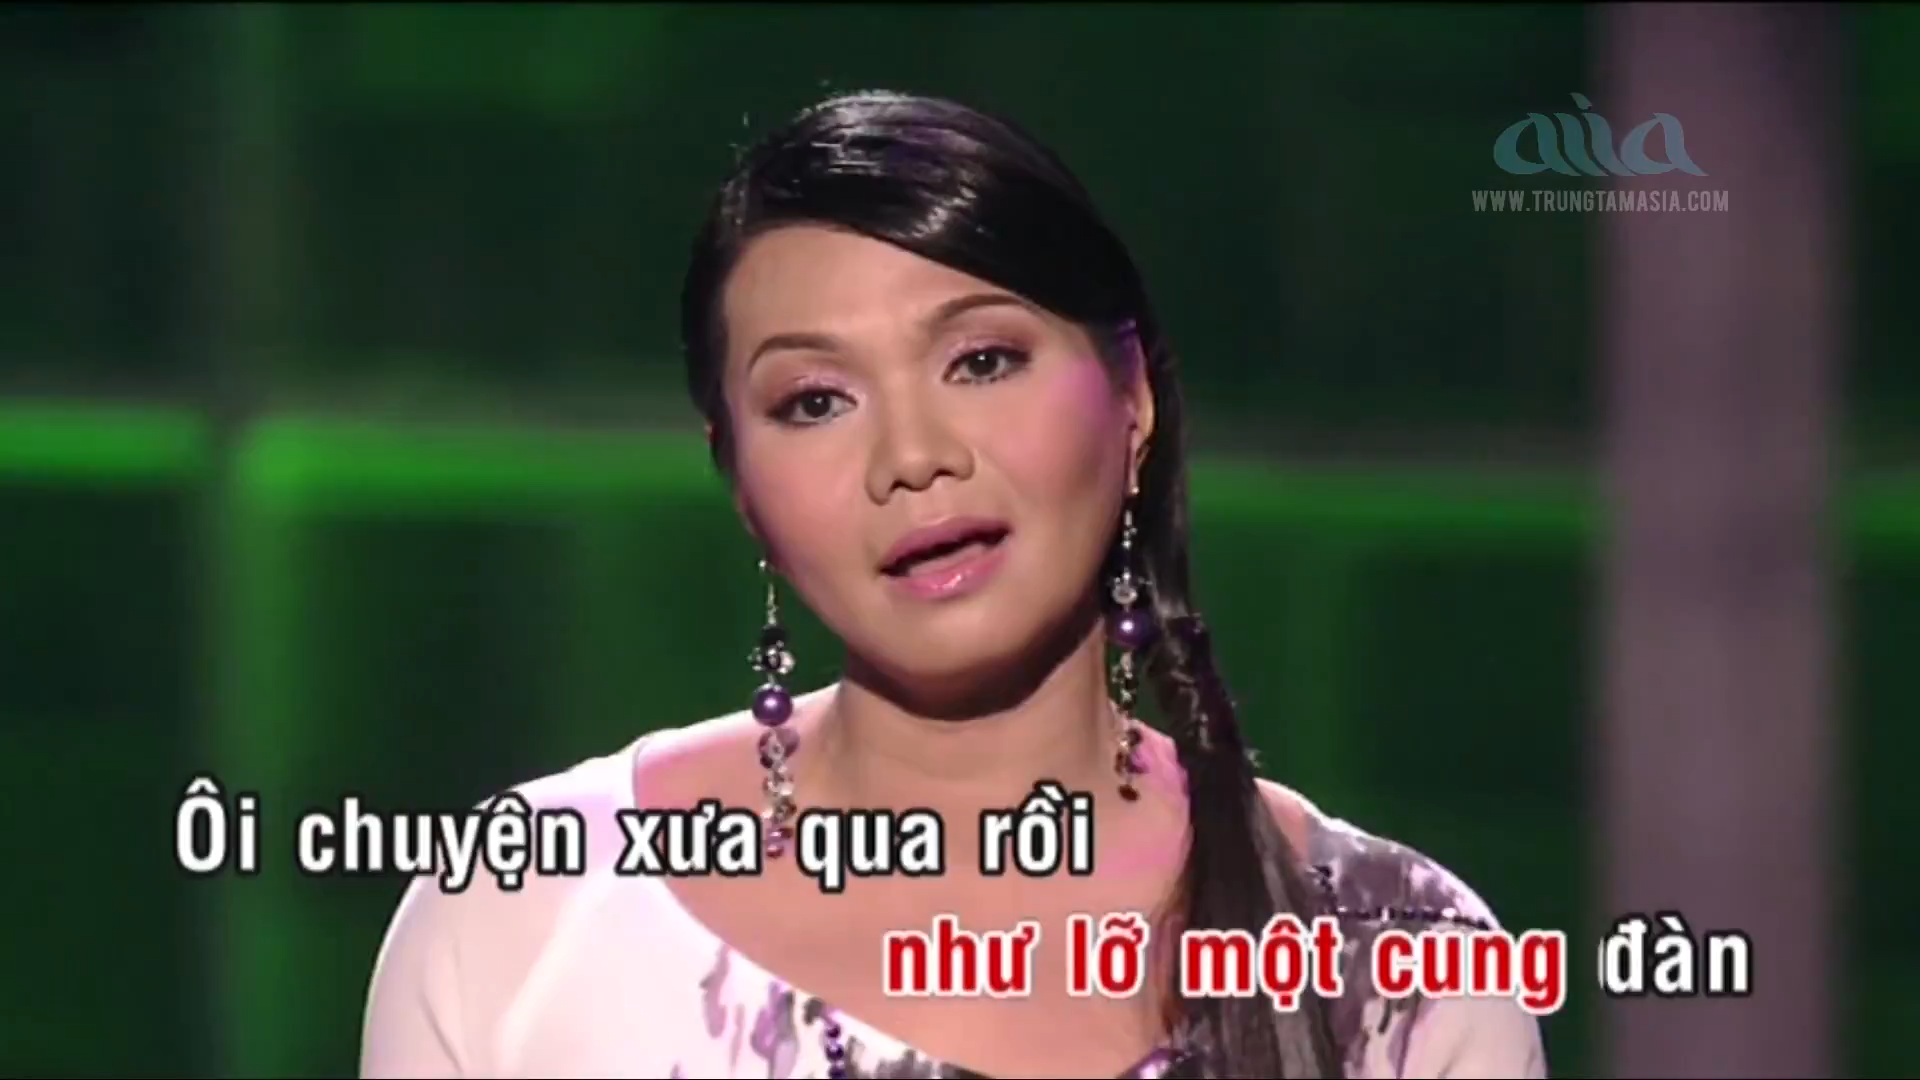 asia
WWW.TRUNGTAMASIA.COM
Ôi chuyện xưa qua rồi
như lỡ một cung đàn